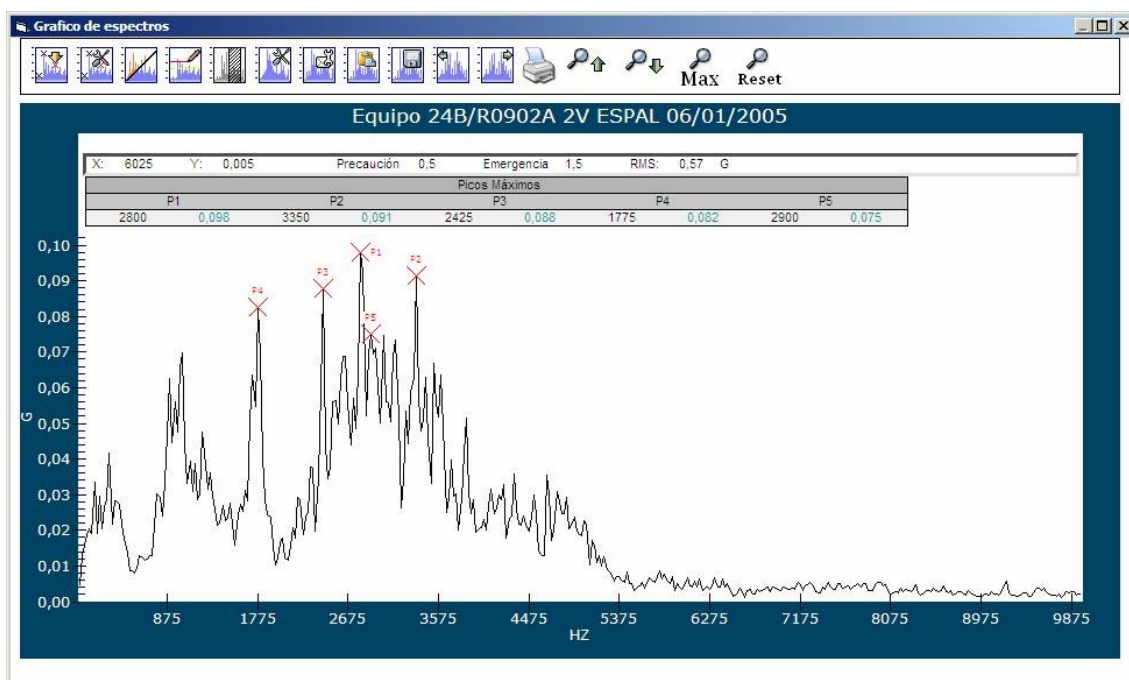 Grafico de espectros
Max Reset
Equipo 24B/R0902A 2V ESPAL 06/01/2005
X: 6025 Y: 0,005 Precaución 0,5 Emergencia 1,5 RMS: 0,57 G
Picos Máximos
P1 P2 P3 P4 P5
2800 0,098 3350 0,091 2425 0,088 1775 0,082 2900 0,075
0,10
0,09
0,08
0,07
0,06
0,05
0,04
0,03
0,02
0,01
0,00
G
P4
P3
P1
P5
P2
875 1775 2675 3575 4475 5375 6275 7175 8075 8975 9875
HZ